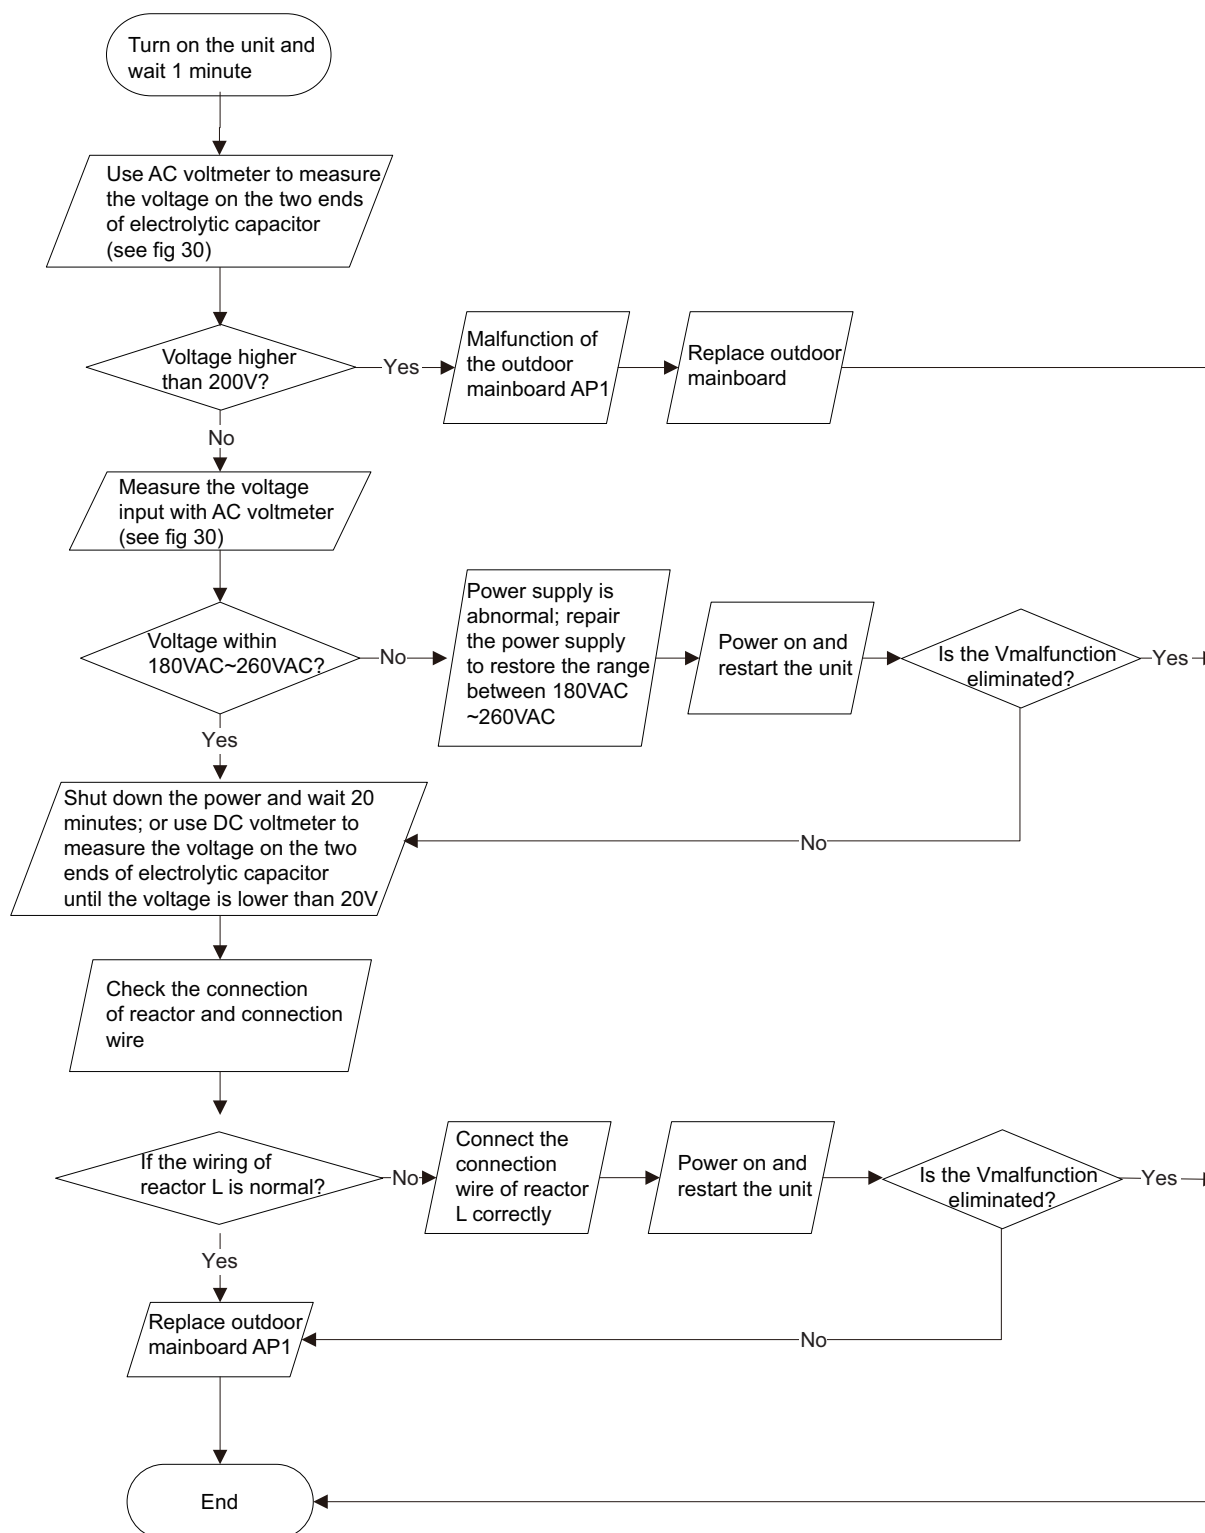 Turn on the unit and
wait 1 minute
Use AC voltmeter to measure
the voltage on the two ends
of electrolytic capacitor
(see fig 30)
Voltage higher
than 200V?
Yes
Malfunction of
the outdoor
mainboard AP1
Replace outdoor
mainboard
No
Measure the voltage
input with AC voltmeter
(see fig 30)
Voltage within
180VAC~260VAC?
No
Power supply is
abnormal; repair
the power supply
to restore the range
between 180VAC
~260VAC
Power on and
restart the unit
Is the Vmalfunction
eliminated?
Yes
Yes
No
Shut down the power and wait 20
minutes; or use DC voltmeter to
measure the voltage on the two
ends of electrolytic capacitor
until the voltage is lower than 20V
Check the connection
of reactor and connection
wire
If the wiring of
reactor L is normal?
No
Connect the
connection
wire of reactor
L correctly
Power on and
restart the unit
Is the Vmalfunction
eliminated?
Yes
Yes
No
Replace outdoor
mainboard AP1
End